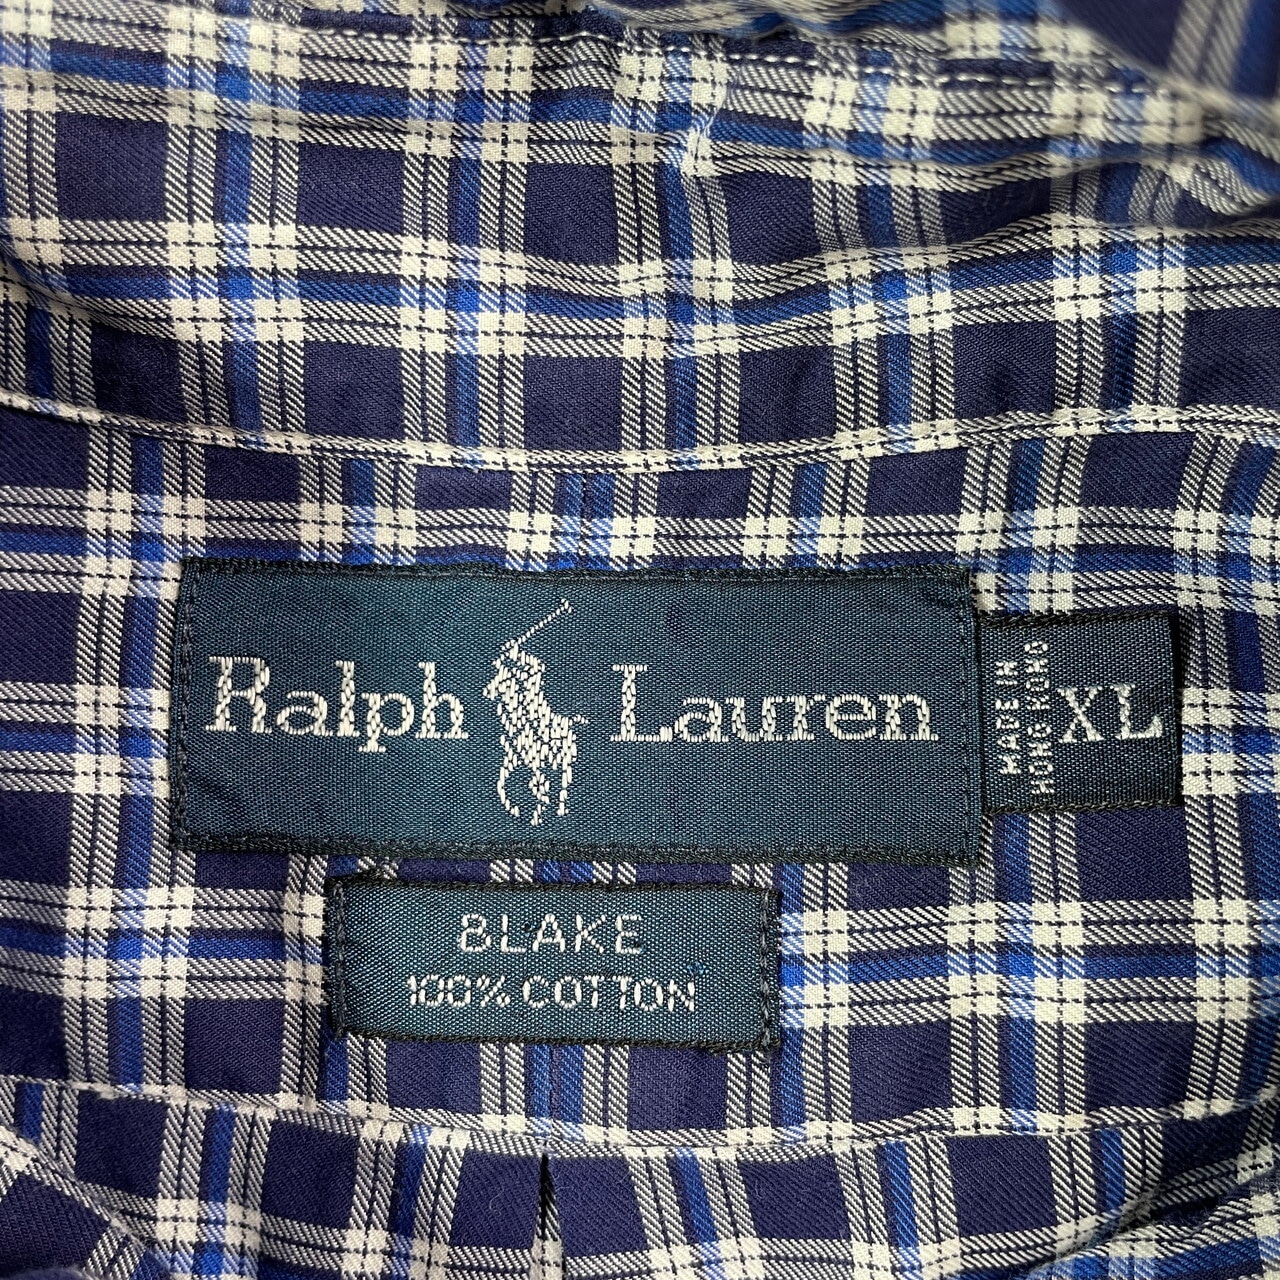 Ralph Lauren
MADE IN
HONG KONG
XL
BLAKE
100% COTTON